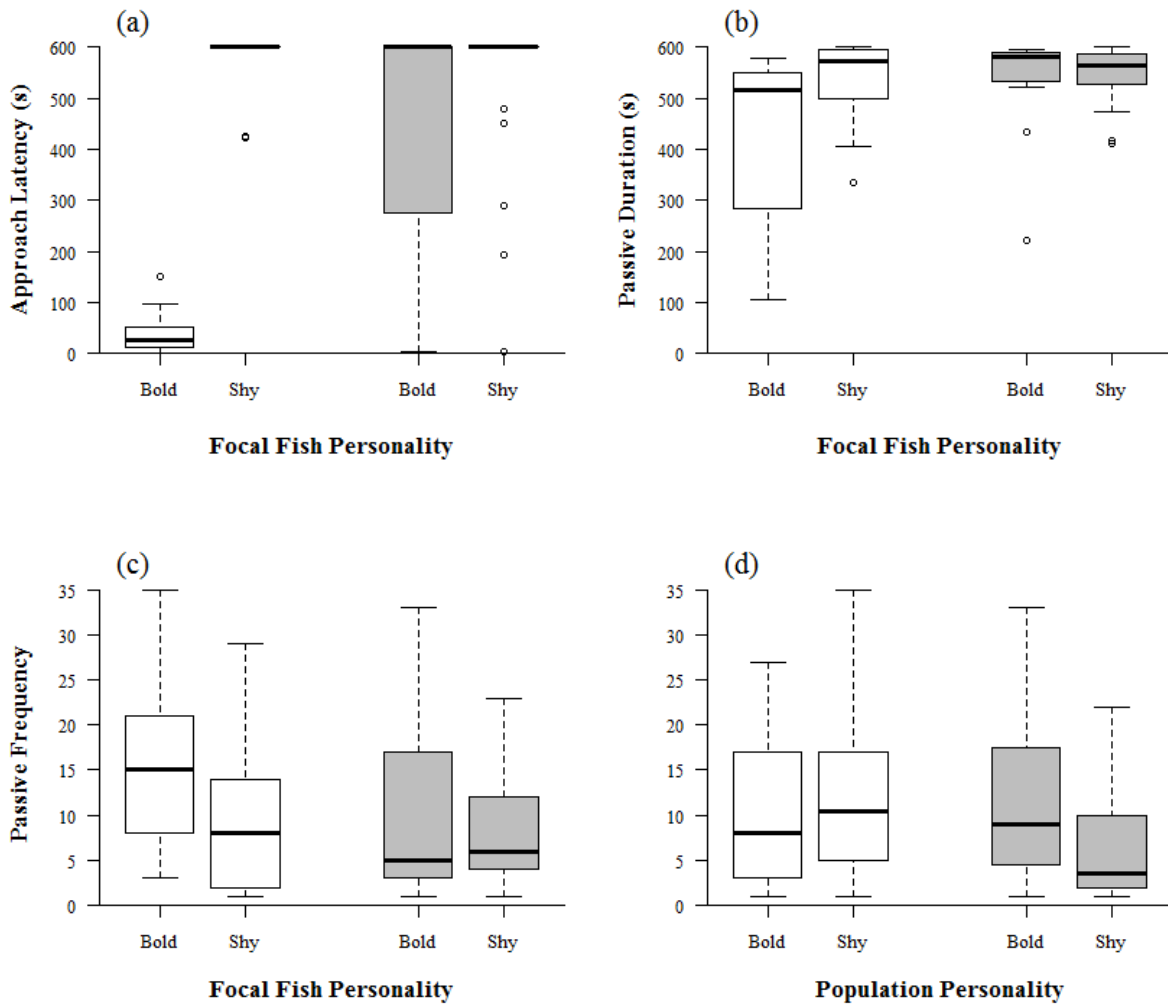 (a)
Approach Latency (s)
600
500
400
300
200
100
0
Bold
Shy
Bold
Shy
Focal Fish Personality
(b)
Passive Duration (s)
600
500
400
300
200
100
0
Bold
Shy
Bold
Shy
Focal Fish Personality
(c)
Passive Frequency
35
30
25
20
15
10
5
0
Bold
Shy
Bold
Shy
Focal Fish Personality
(d)
35
30
25
20
15
10
5
0
Bold
Shy
Bold
Shy
Population Personality